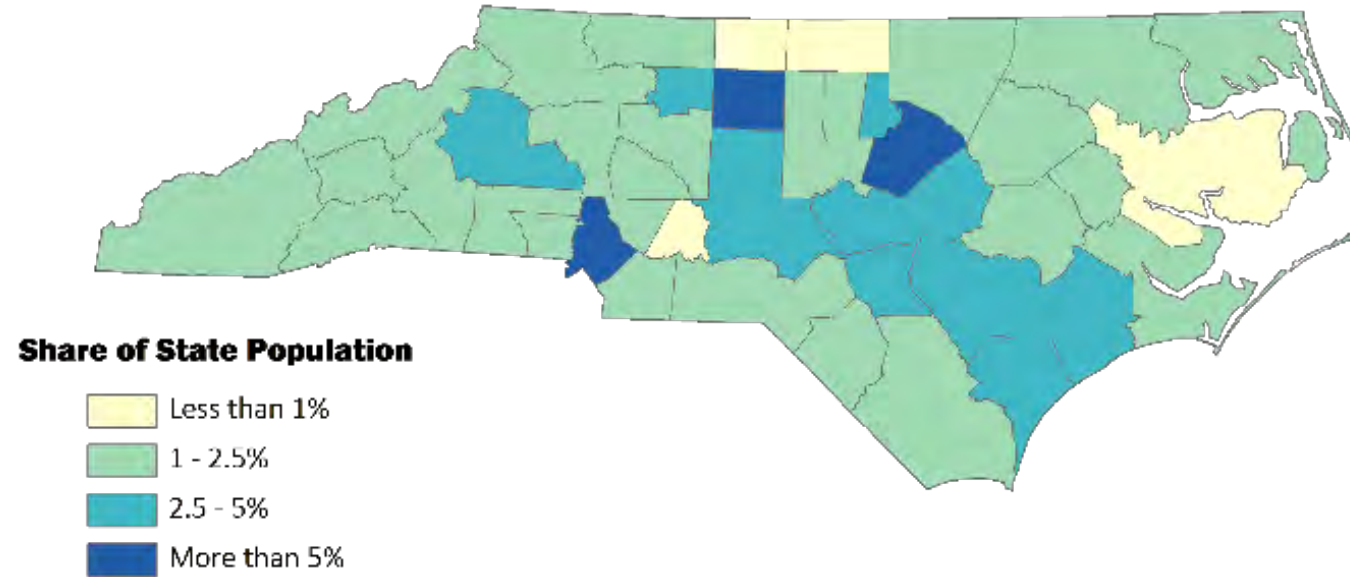 Share of State Population
Less than 1%
1 - 2.5%
2.5 - 5%
More than 5%